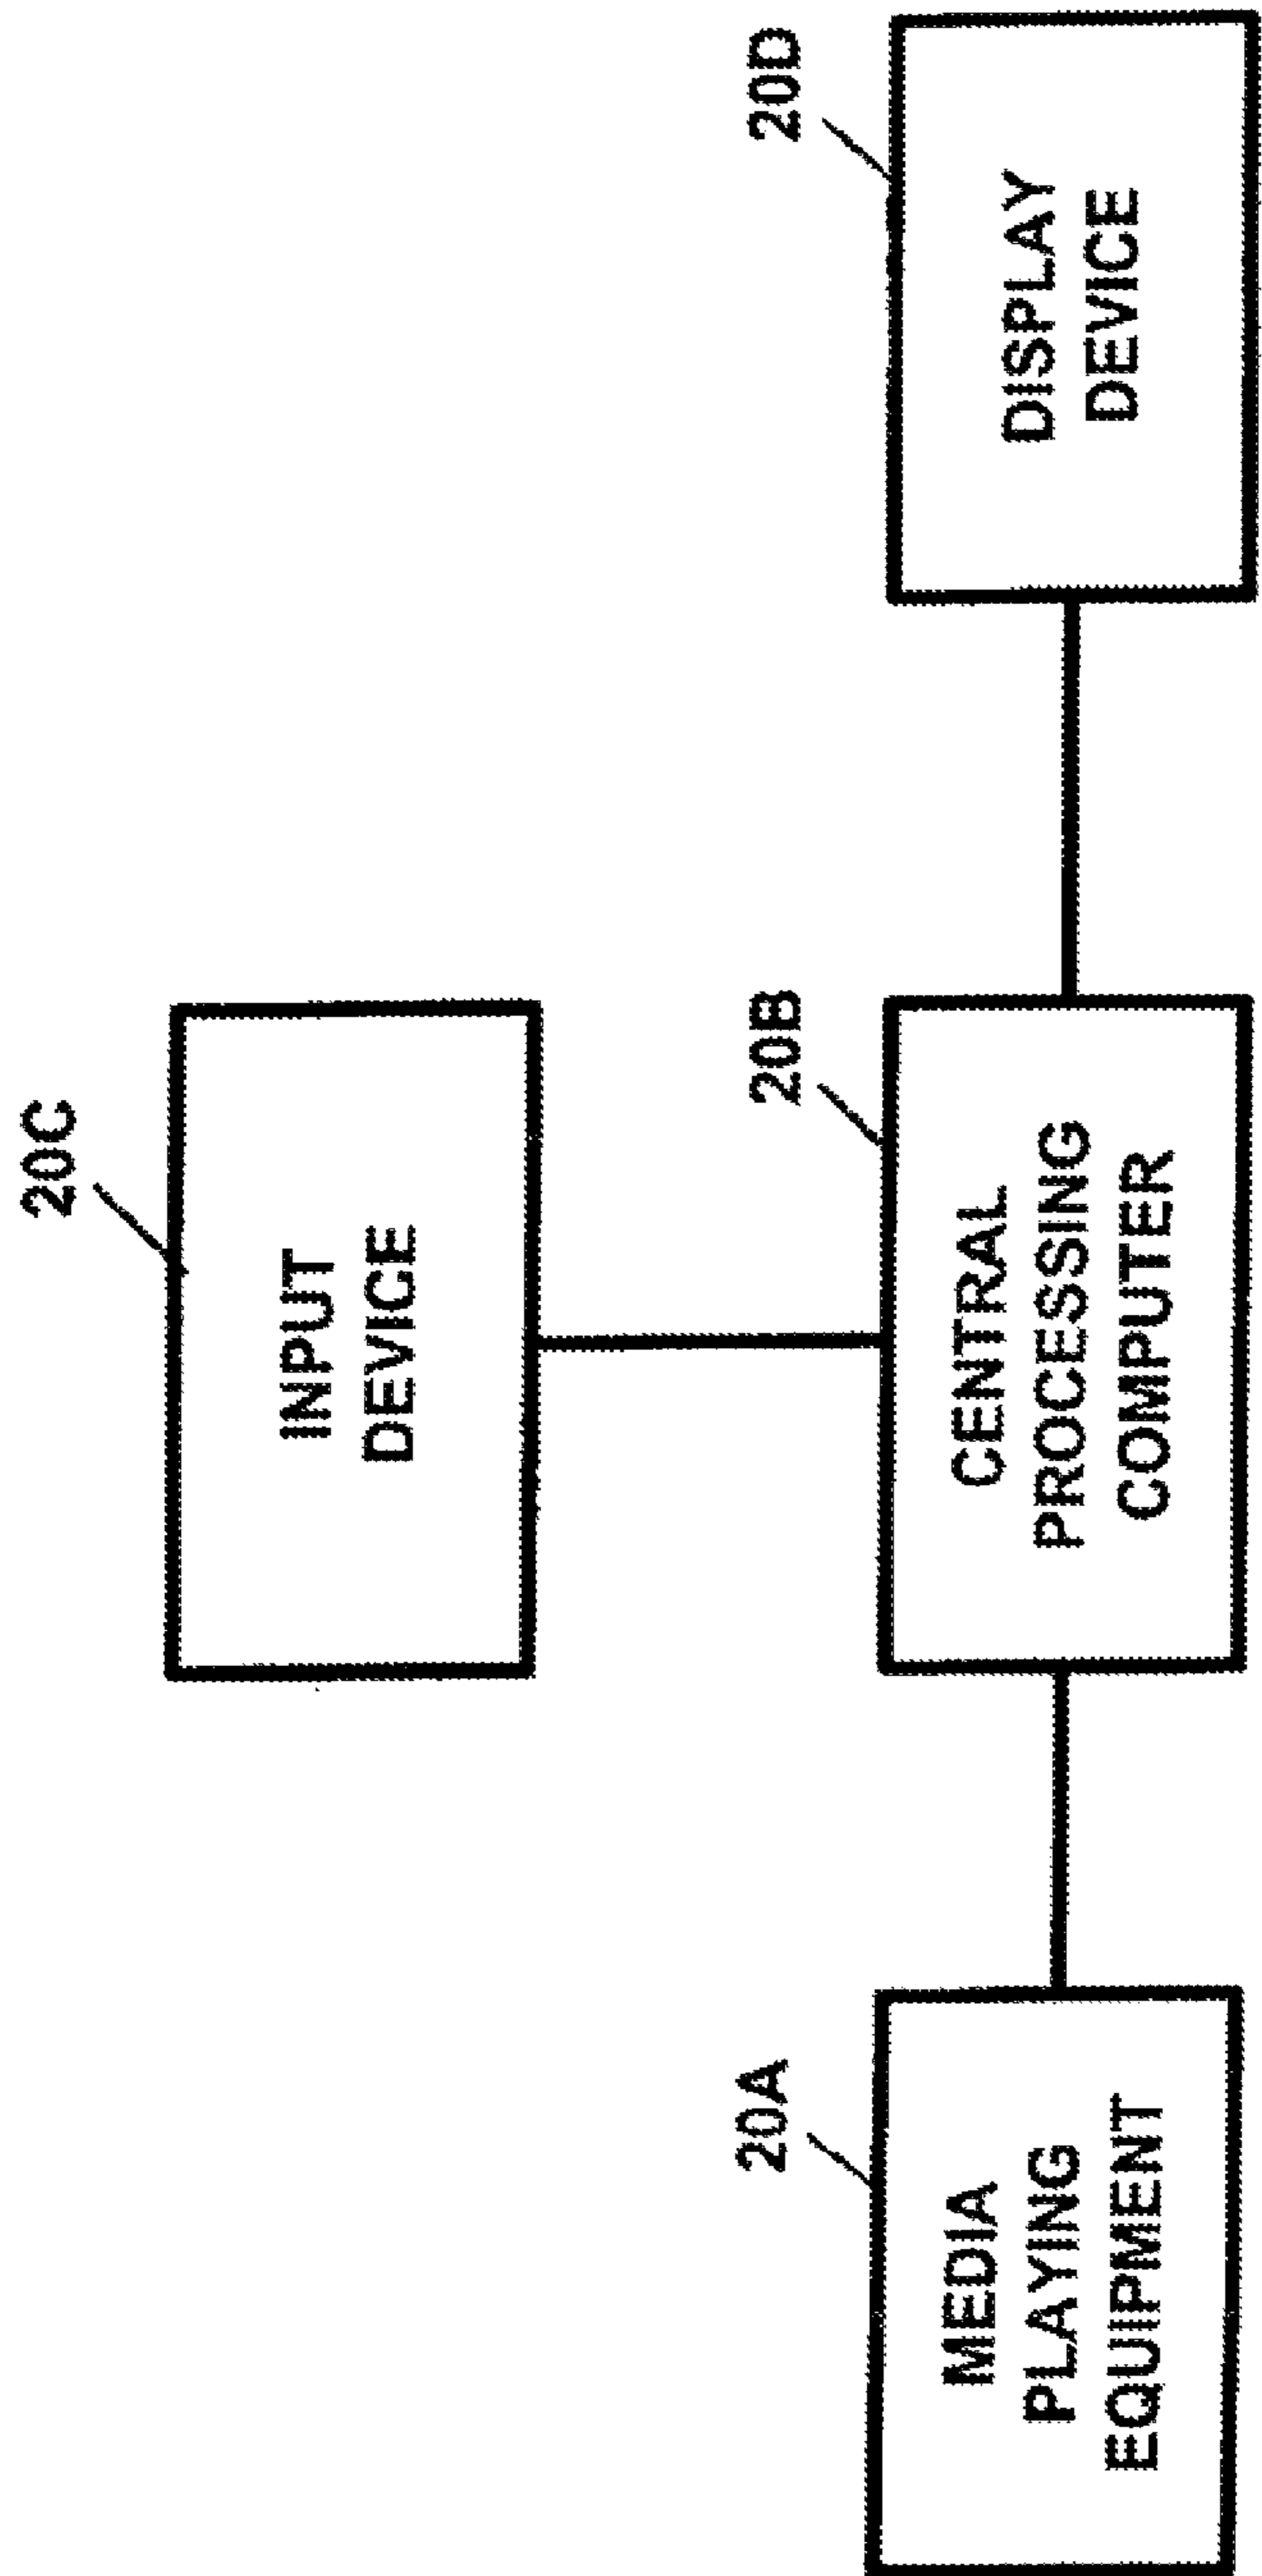 20C
INPUT
DEVICE
20A
MEDIA
PLAYING
EQUIPMENT
20B
CENTRAL
PROCESSING
COMPUTER
20D
DISPLAY
DEVICE